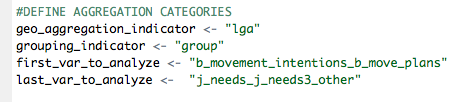 #DEFINE AGGREGATION CATEGORIES
geo_aggregation_indicator <- "lga"
grouping_indicator <- "group"
first_var_to_analyze <- "b_movement_intentions_b_move_plans"
last_var_to_analyze <-  "j_needs_j_needs3_other"